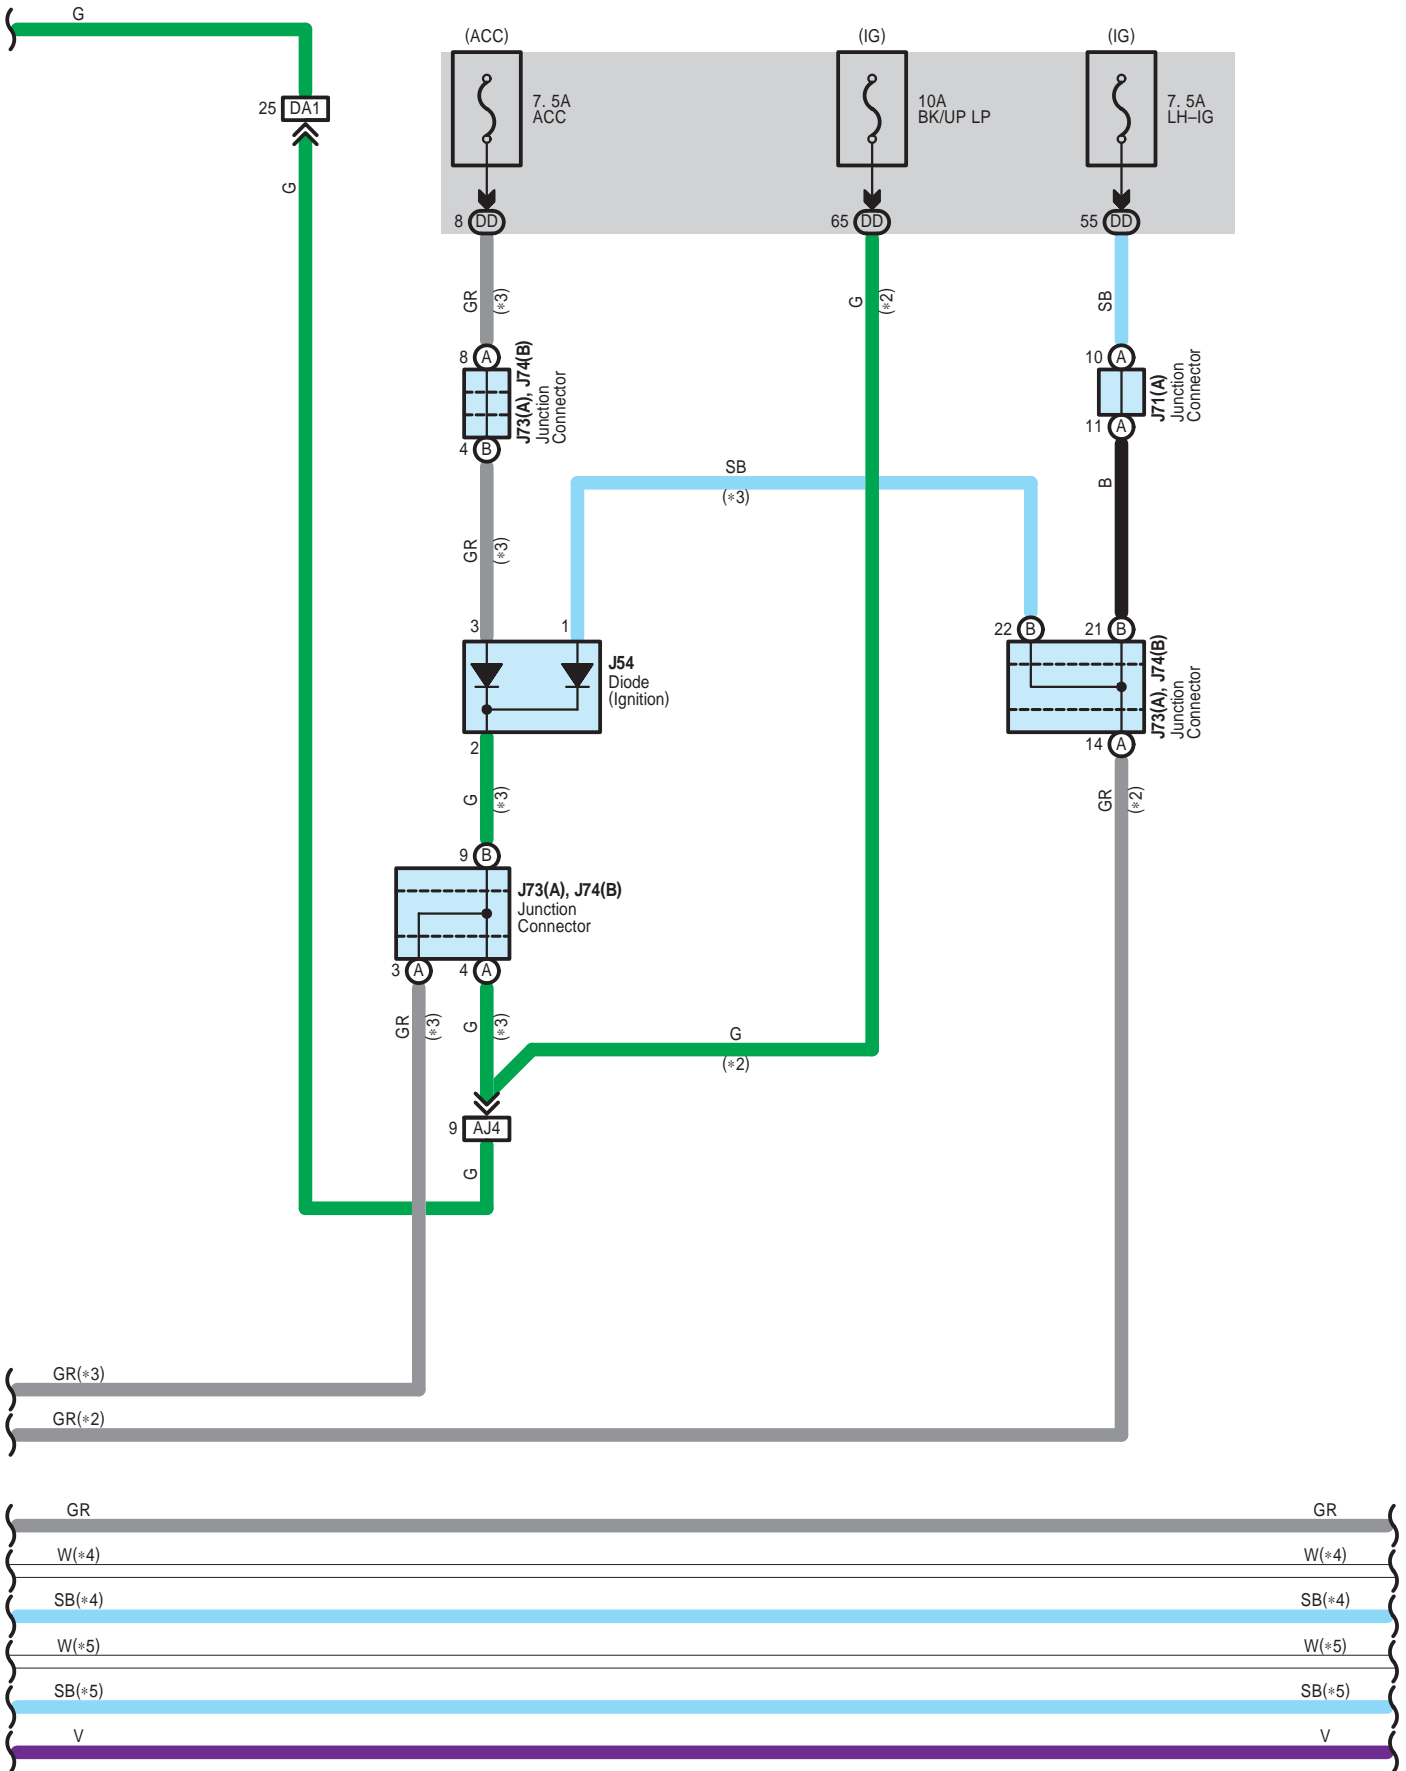 G
(ACC)
(IG)
(IG)
25 DA1
7. 5A
ACC
10A
BK/UP LP
7. 5A
LH–IG
G
8 DD
65 DD
55 DD
GR
(∗3)
G
(∗2)
SB
8 A
J73(A), J74(B)
Junction
Connector
4 B
10 A
J71(A)
Junction
Connector
11 A
SB
(∗3)
B
GR
(∗3)
3
1
J54
Diode
(Ignition)
2
22 B
21 B
J73(A), J74(B)
Junction
Connector
14 A
G
(∗3)
GR
(∗2)
9 B
J73(A), J74(B)
Junction
Connector
3 A
4 A
GR
(∗3)
G
(∗3)
G
(∗2)
9 AJ4
G
GR(∗3)
GR(∗2)
GR GR
W(∗4) W(∗4)
SB(∗4) SB(∗4)
W(∗5) W(∗5)
SB(∗5) SB(∗5)
V V